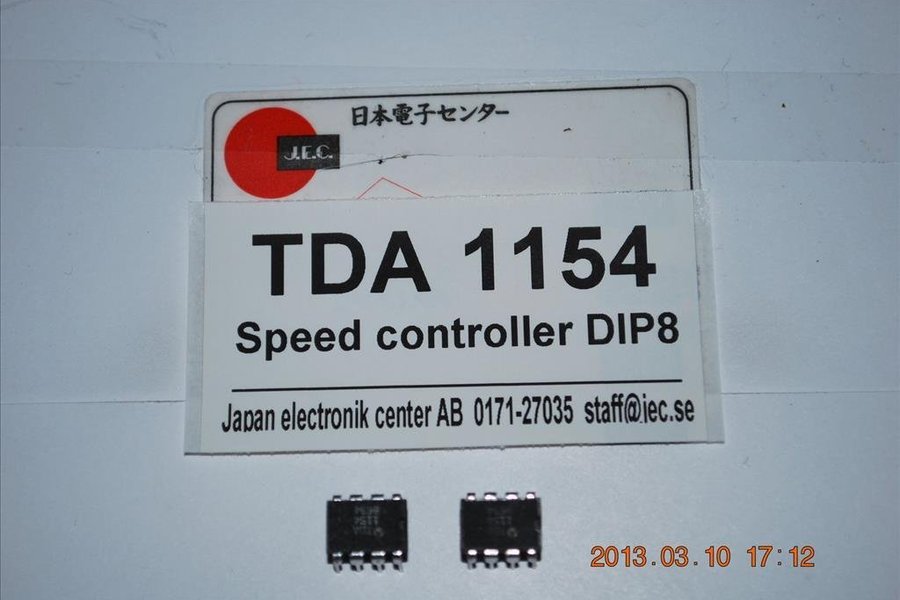 日本電子センター
J.E.C.
TDA 1154
Speed controller DIP8
Japan electronik center AB 0171-27035 staff@jec.se
2013.03.10 17:12